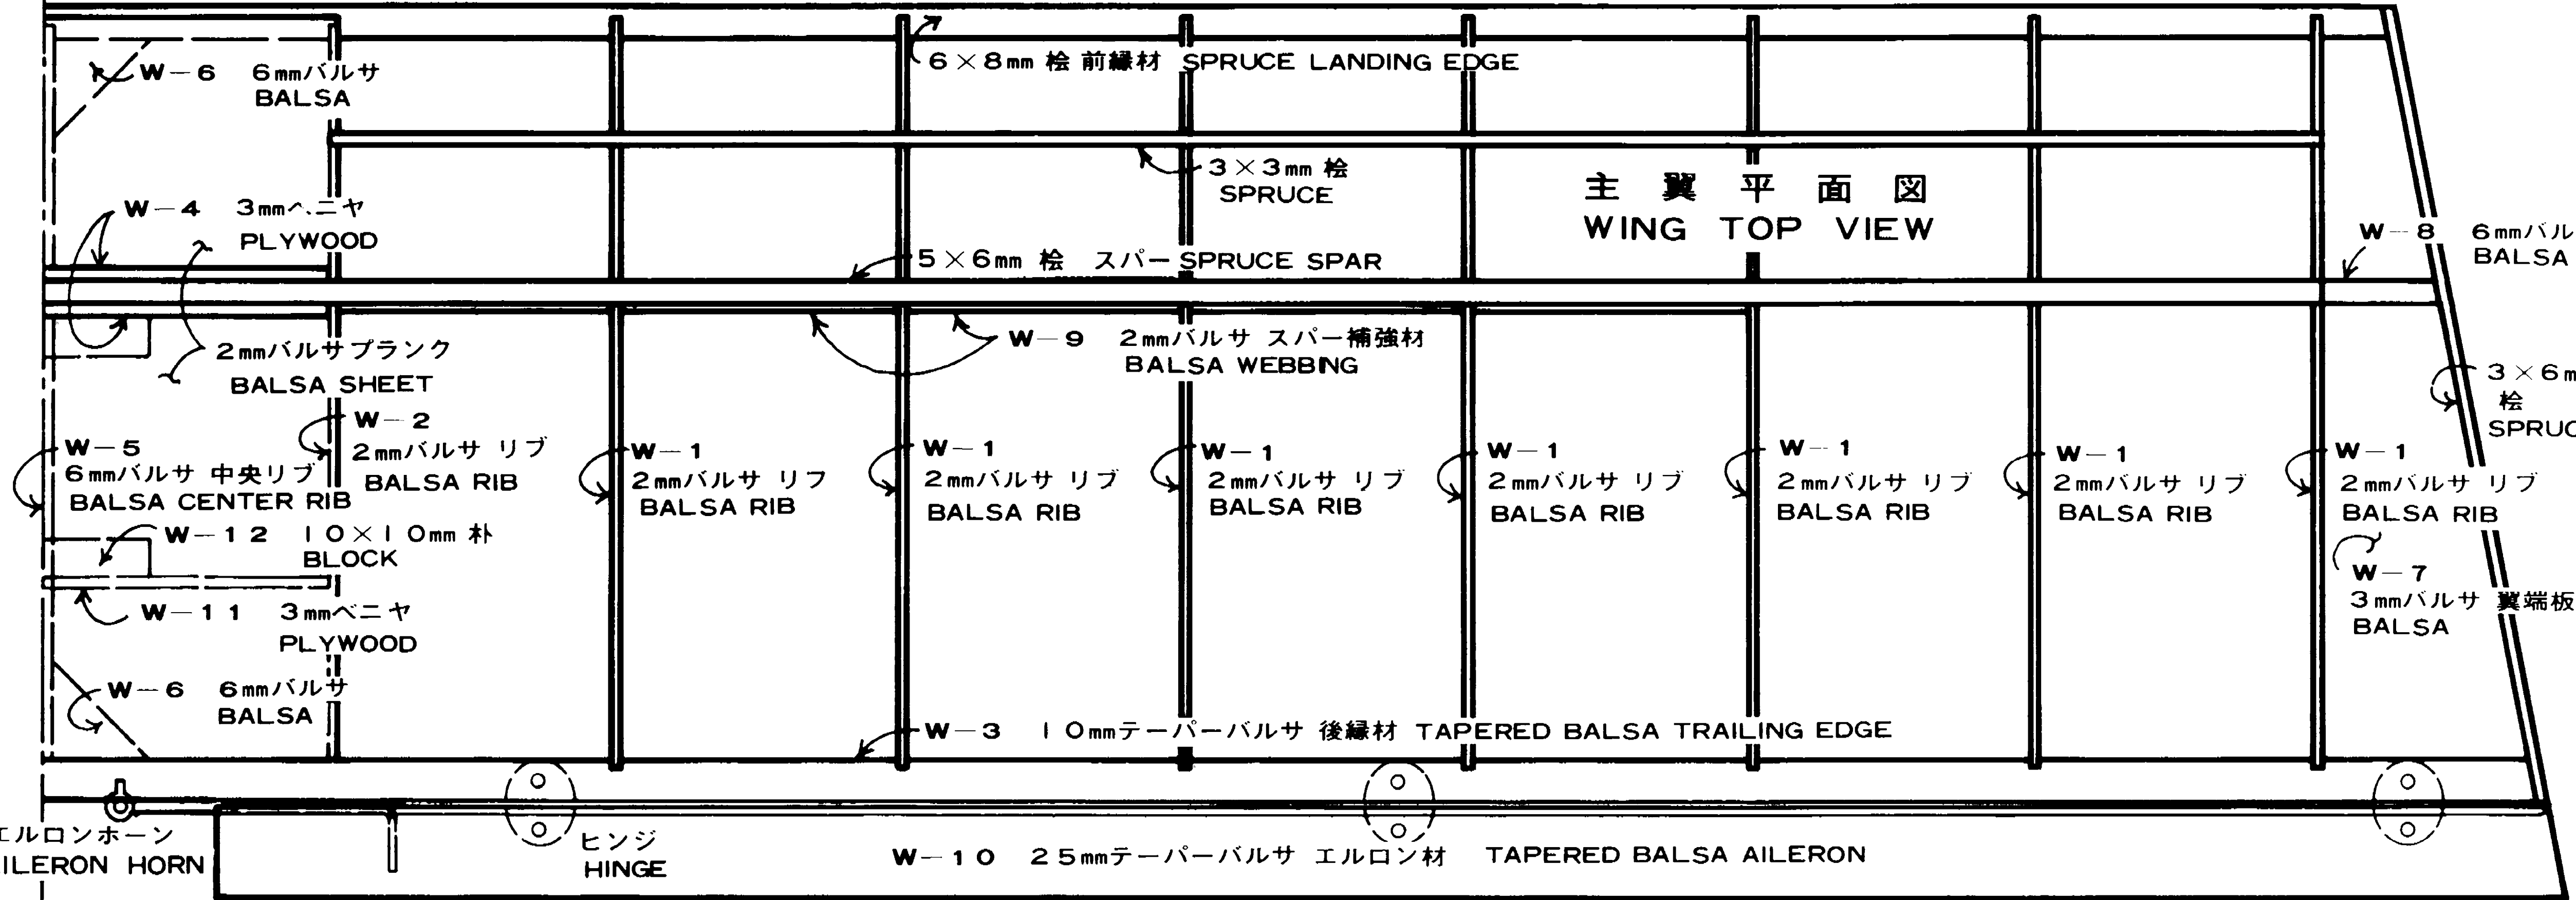 6×8mm 桧 前縁材 SPRUCE LANDING EDGE
W-6 6mmバルサ
BALSA
3×3mm 桧
SPRUCE
主翼平面図
WING TOP VIEW
W-4 3mmベニヤ
PLYWOOD
5×6mm 桧 スパー SPRUCE SPAR
W-8 6mmバル
BALSA
2mmバルサプランク
BALSA SHEET
W-9 2mmバルサ スパー補強材
BALSA WEBBING
3×6m
桧
SPRUC
W-5
6mmバルサ 中央リブ
BALSA CENTER RIB
W-2
2mmバルサ リブ
BALSA RIB
W-1
2mmバルサ リフ
BALSA RIB
W-1
2mmバルサ リブ
BALSA RIB
W-1
2mmバルサ リブ
BALSA RIB
W-1
2mmバルサ リブ
BALSA RIB
W-1
2mmバルサ リブ
BALSA RIB
W-1
2mmバルサ リブ
BALSA RIB
W-1
2mmバルサ リブ
BALSA RIB
W-12 10×10mm 朴
BLOCK
W-7
3mmバルサ 翼端板
BALSA
W-11 3mmベニヤ
PLYWOOD
W-6 6mmバルサ
BALSA
W-3 10mmテーパーバルサ 後縁材 TAPERED BALSA TRAILING EDGE
エルロンホーン
AILERON HORN
ヒンジ
HINGE
W-10 25mmテーパーバルサ エルロン材 TAPERED BALSA AILERON